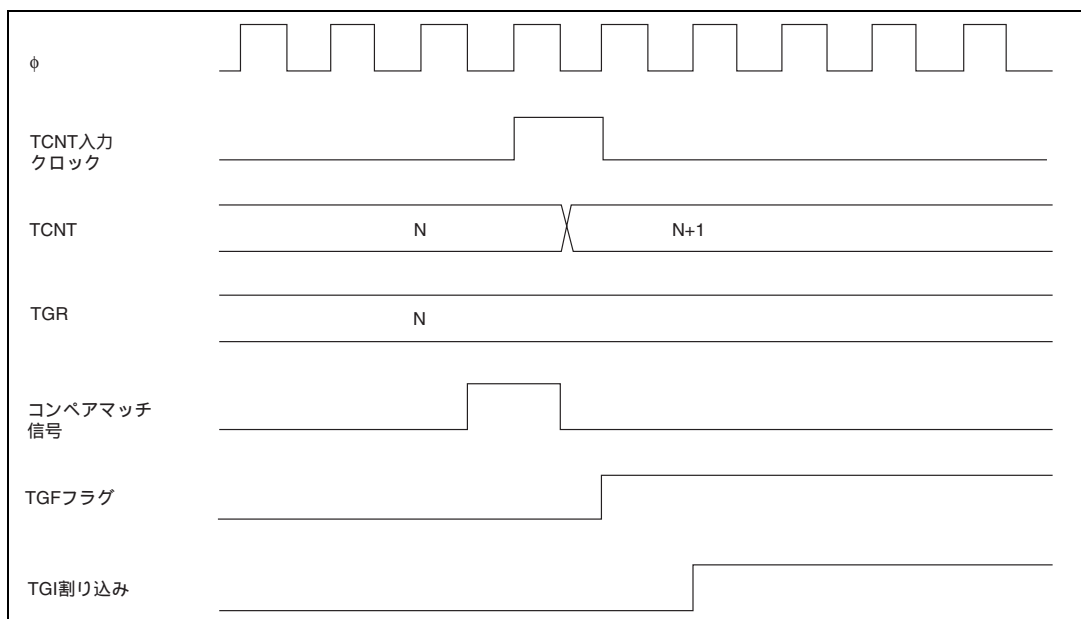 φ
TCNT入力
クロック
TCNT
N
N+1
TGR
N
コンペアマッチ
信号
TGFフラグ
TGI割り込み